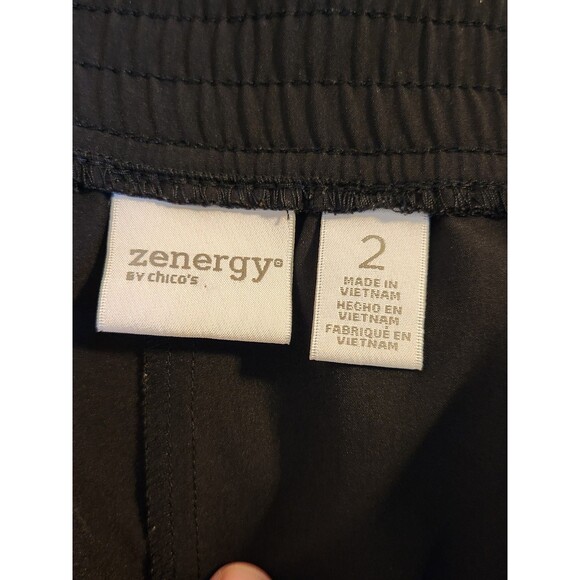 zenergy®
BY CHICO'S
2
MADE IN
VIETNAM
HECHO EN
VIETNAM
FABRIQUÉ EN
VIETNAM